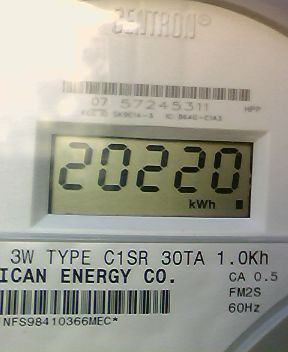 CENTRON®
07 57245311 HPP
20220
kWh
3W TYPE C1SR 30TA 1.0Kh
ICAN ENERGY CO.
CA 0.5
FM2S
60Hz
NFS98410366MEC*